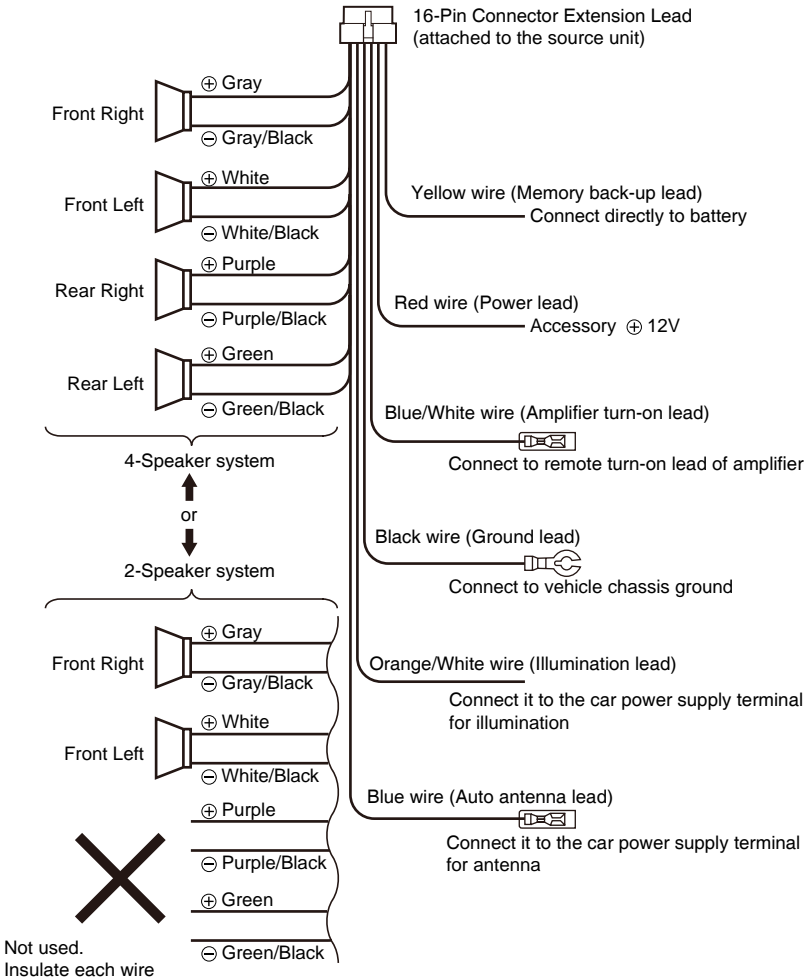 16-Pin Connector Extension Lead
(attached to the source unit)
⊕ Gray
Front Right
⊖ Gray/Black
⊕ White
Front Left
⊖ White/Black
⊕ Purple
Rear Right
⊖ Purple/Black
⊕ Green
Rear Left
⊖ Green/Black
4-Speaker system
or
2-Speaker system
⊕ Gray
Front Right
⊖ Gray/Black
⊕ White
Front Left
⊖ White/Black
⊕ Purple
⊖ Purple/Black
⊕ Green
⊖ Green/Black
Not used.
Insulate each wire
Yellow wire (Memory back-up lead)
Connect directly to battery
Red wire (Power lead)
Accessory ⊕ 12V
Blue/White wire (Amplifier turn-on lead)
Connect to remote turn-on lead of amplifier
Black wire (Ground lead)
Connect to vehicle chassis ground
Orange/White wire (Illumination lead)
Connect it to the car power supply terminal
for illumination
Blue wire (Auto antenna lead)
Connect it to the car power supply terminal
for antenna